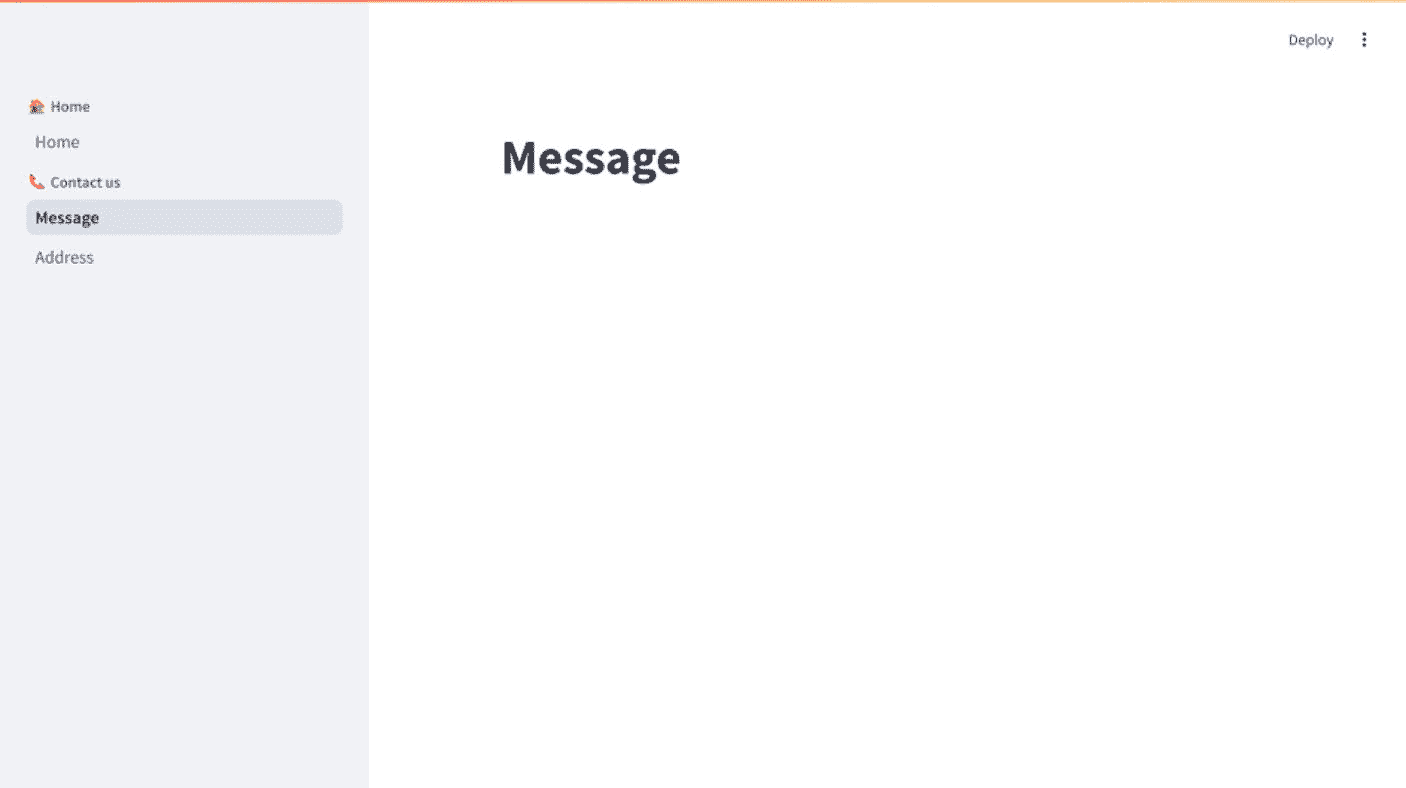 Deploy
🏠 Home
Home
📞 Contact us
Message
Address
Message